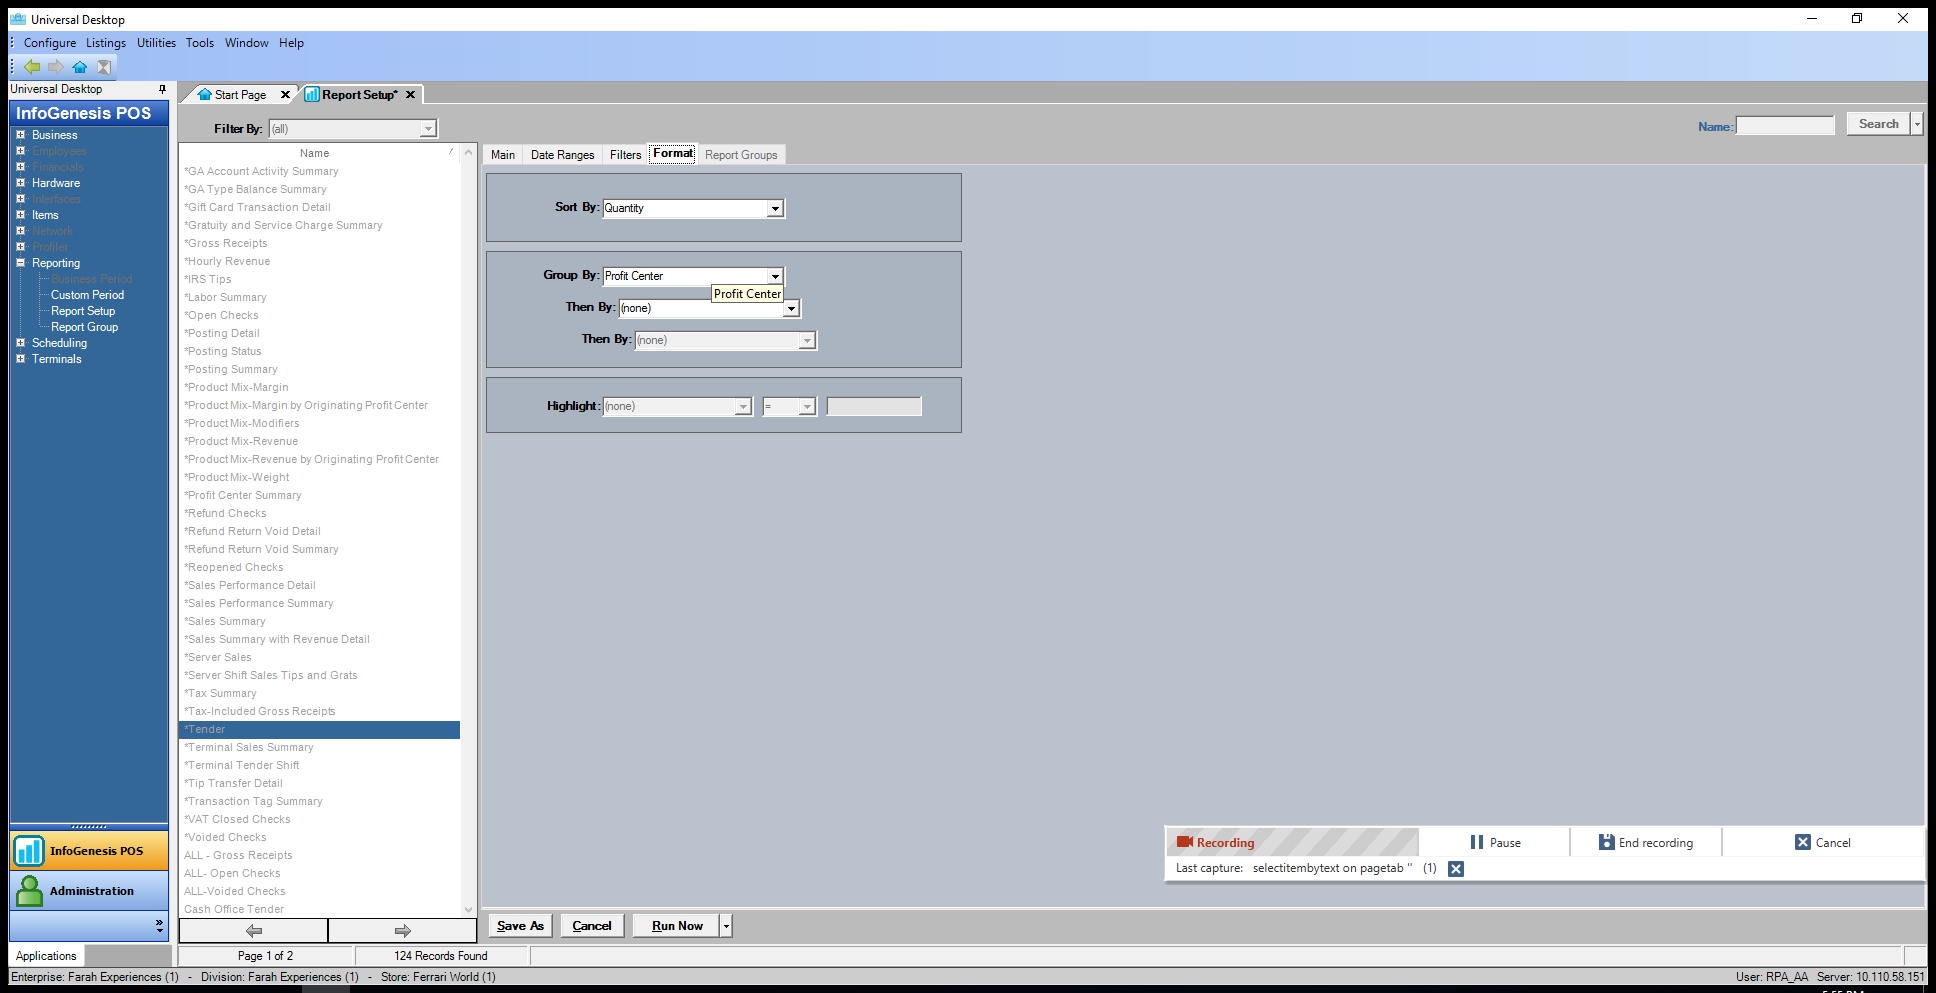 Universal Desktop
Configure Listings Utilities Tools Window Help
Universal Desktop
Start Page
Report Setup*
InfoGenesis POS
Business
Employees
Financials
Hardware
Interfaces
Items
Network
Profiler
Reporting
Business Period
Custom Period
Report Setup
Report Group
Scheduling
Terminals
InfoGenesis POS
Administration
Applications
Filter By: (all)
Name: Search
Name
*GA Account Activity Summary
*GA Type Balance Summary
*Gift Card Transaction Detail
*Gratuity and Service Charge Summary
*Gross Receipts
*Hourly Revenue
*IRS Tips
*Labor Summary
*Open Checks
*Posting Detail
*Posting Status
*Posting Summary
*Product Mix-Margin
*Product Mix-Margin by Originating Profit Center
*Product Mix-Modifiers
*Product Mix-Revenue
*Product Mix-Revenue by Originating Profit Center
*Product Mix-Weight
*Profit Center Summary
*Refund Checks
*Refund Return Void Detail
*Refund Return Void Summary
*Reopened Checks
*Sales Performance Detail
*Sales Performance Summary
*Sales Summary
*Sales Summary with Revenue Detail
*Server Sales
*Server Shift Sales Tips and Grats
*Tax Summary
*Tax-Included Gross Receipts
*Tender
*Terminal Sales Summary
*Terminal Tender Shift
*Tip Transfer Detail
*Transaction Tag Summary
*VAT Closed Checks
*Voided Checks
ALL - Gross Receipts
ALL- Open Checks
ALL-Voided Checks
Cash Office Tender
Page 1 of 2
124 Records Found
Main Date Ranges Filters Format Report Groups
Sort By: Quantity
Group By: Profit Center
Profit Center
Then By: (none)
Then By: (none)
Highlight: (none) =
Recording Pause End recording Cancel
Last capture: selectitembytext on pagetab '' (1)
Save As Cancel Run Now
Enterprise: Farah Experiences (1) - Division: Farah Experiences (1) - Store: Ferrari World (1)
User: RPA_AA Server: 10.110.58.151